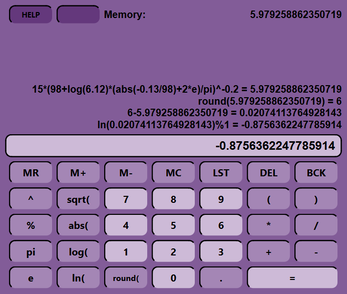 HELP Memory: 5.979258862350719
15*(98+log(6.12)*(abs(-0.13/98)+2*e)/pi)^-0.2 = 5.979258862350719
round(5.979258862350719) = 6
6-5.979258862350719 = 0.02074113764928143
ln(0.02074113764928143)%1 = -0.8756362247785914
-0.8756362247785914
MR M+ M- MC LST DEL BCK
^ sqrt( 7 8 9 ( )
% abs( 4 5 6 * /
pi log( 1 2 3 + -
e ln( round( 0 . =